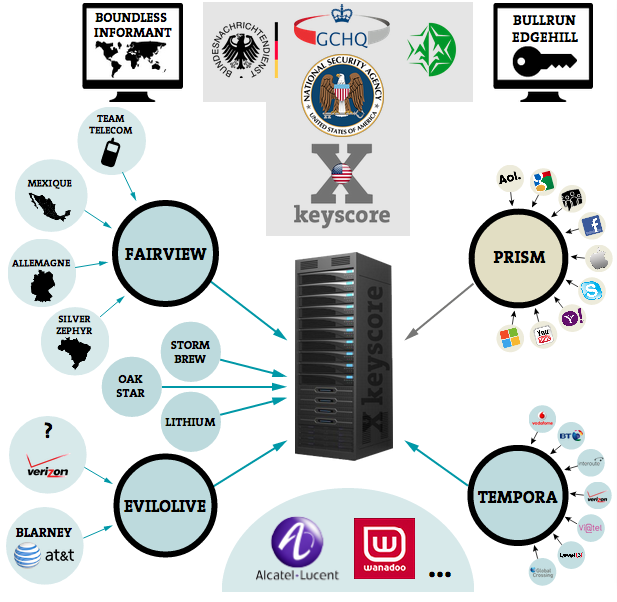 BOUNDLESS
INFORMANT
BUNDESNACHRICHTENDIENST
GCHQ
NATIONAL SECURITY AGENCY
UNITED STATES OF AMERICA
X
keyscore
BULLRUN
EDGEHILL
TEAM
TELECOM
MEXIQUE
ALLEMAGNE
SILVER
ZEPHYR
FAIRVIEW
STORM
BREW
OAK
STAR
LITHIUM
?
verizon
BLARNEY
at&t
EVILOLIVE
X keyscore
Aol.
g
f
S
Y!
You
Tube
PRISM
vodafone
BT
interoute
verizon
Vi@tel
Level(3)
Global
Crossing
TEMPORA
Alcatel-Lucent
wanadoo
...